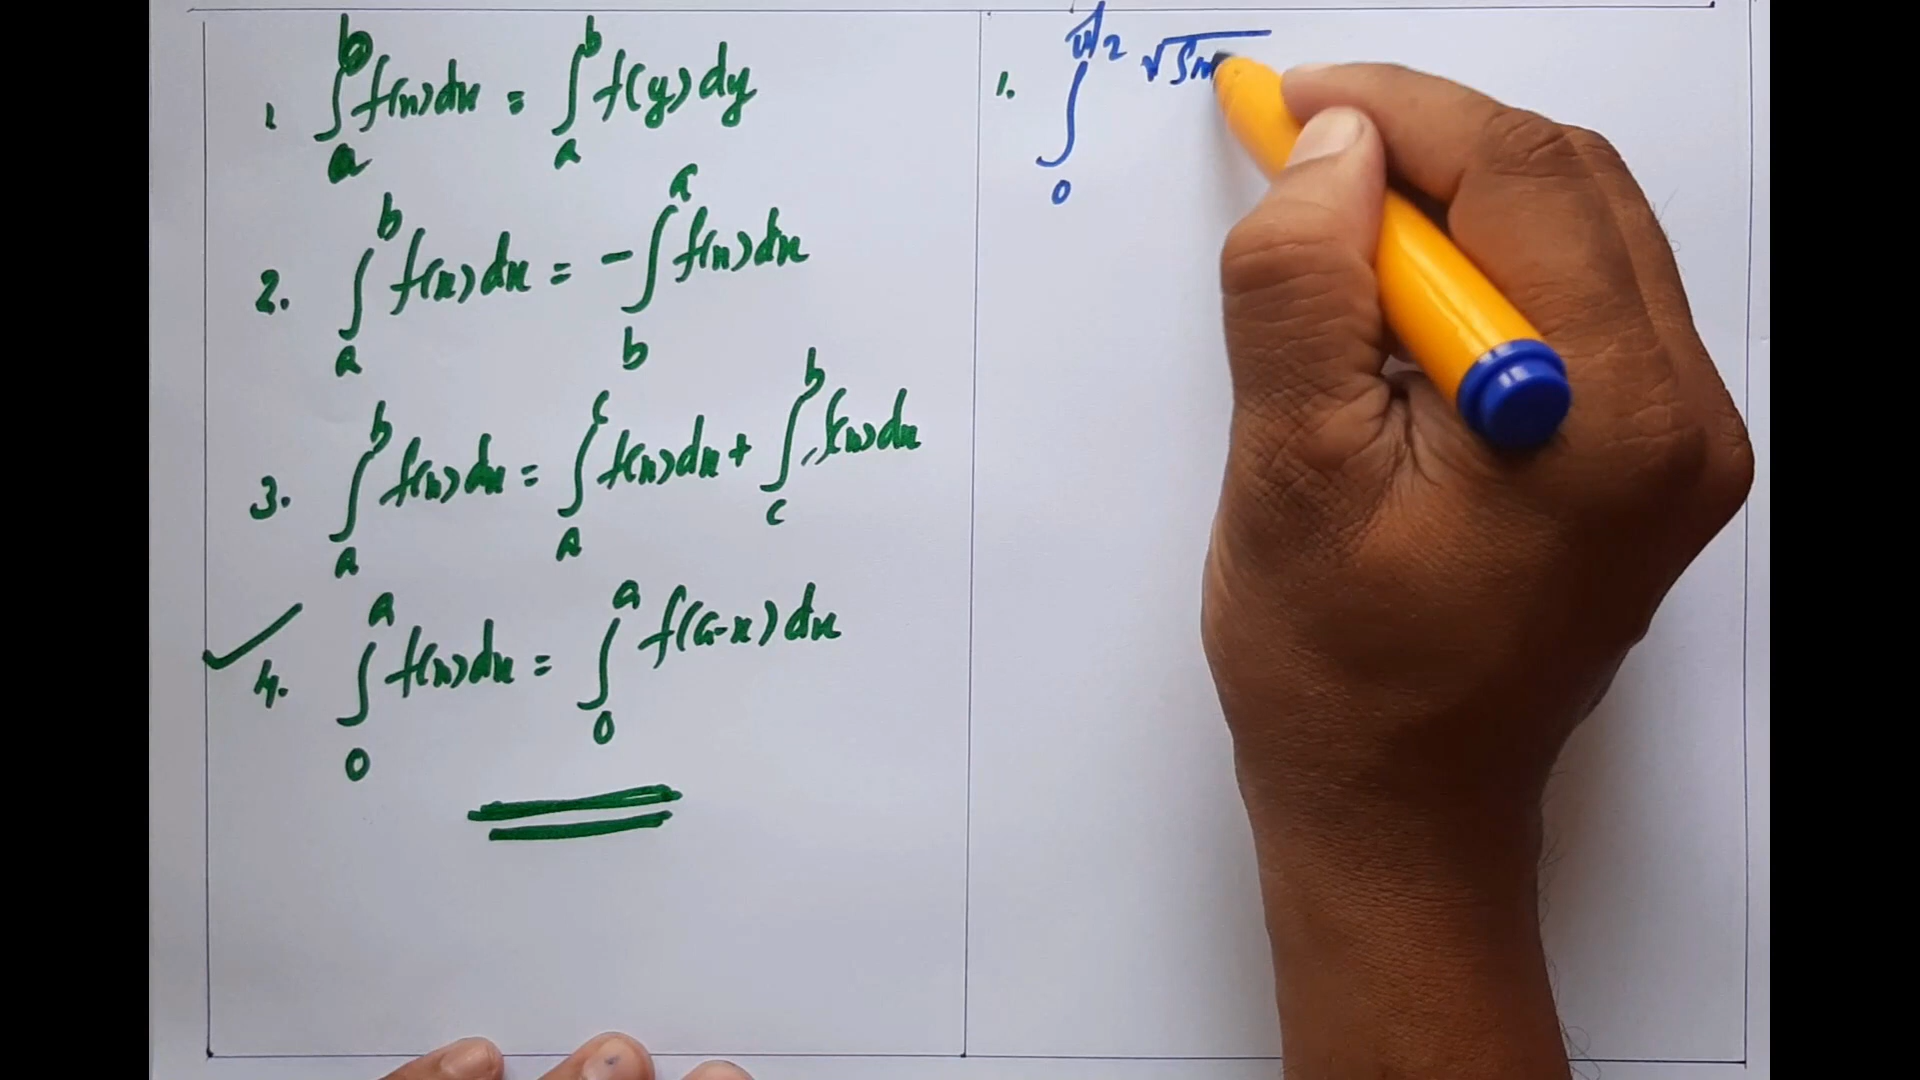 1. ∫_a^b f(x)dx = ∫_a^b f(y)dy
2. ∫_a^b f(x)dx = -∫_b^a f(x)dx
3. ∫_a^b f(x)dx = ∫_a^c f(x)dx + ∫_c^b f(x)dx
✓ 4. ∫_0^a f(x)dx = ∫_0^a f(a-x)dx
1. ∫_0^π/2 √Sin